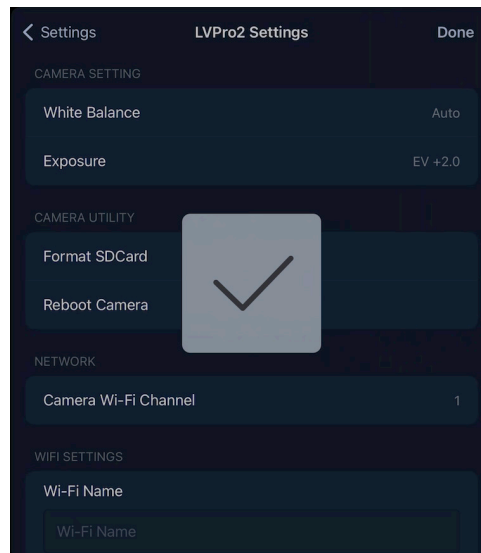 Settings LVPro2 Settings Done
CAMERA SETTING
White Balance Auto
Exposure EV +2.0
CAMERA UTILITY
Format SDCard
Reboot Camera
NETWORK
Camera Wi-Fi Channel 1
WIFI SETTINGS
Wi-Fi Name
Wi-Fi Name